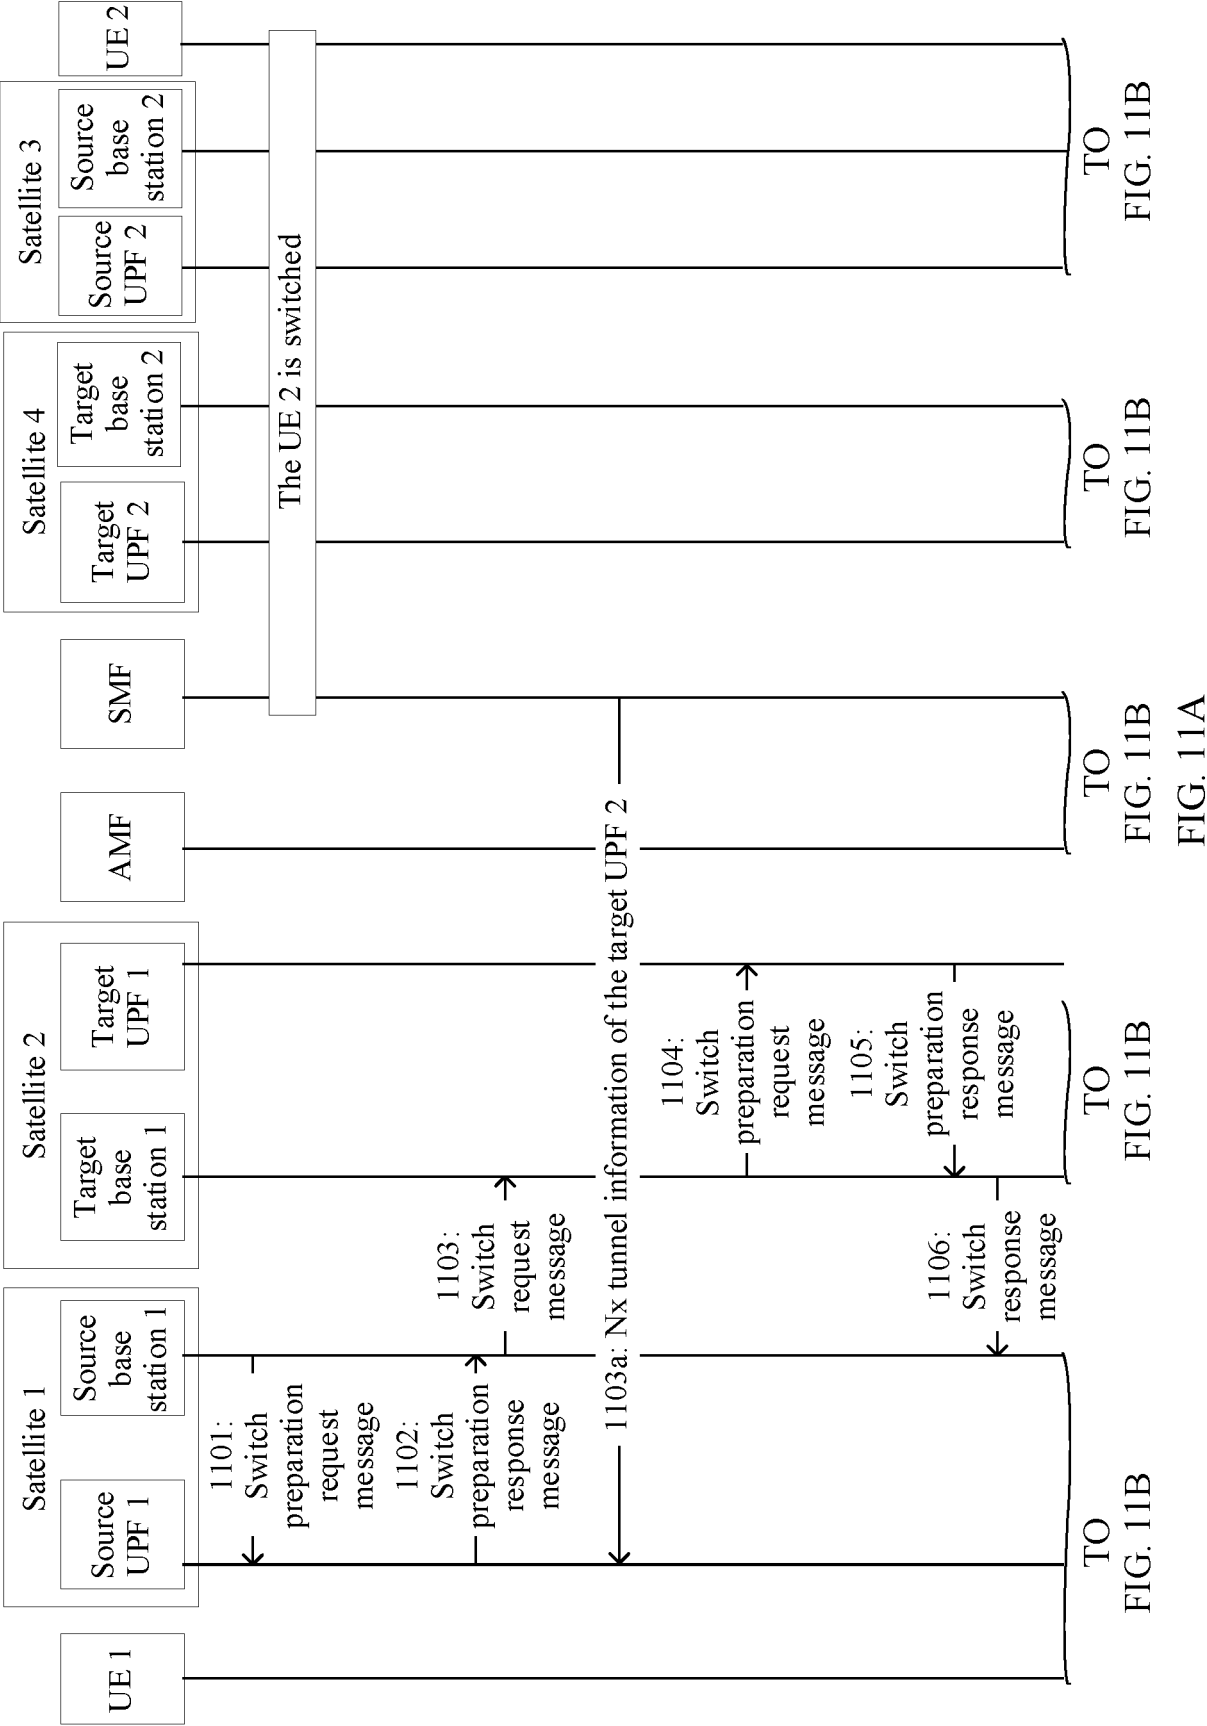 Satellite 1
Satellite 2
Satellite 4
Satellite 3
UE 1
Source
UPF 1
Source
base
station 1
Target
base
station 1
Target
UPF 1
AMF
SMF
Target
UPF 2
Target
base
station 2
Source
UPF 2
Source
base
station 2
UE 2
1101:
Switch
preparation
request
message
The UE 2 is switched
1102:
Switch
preparation
response
message
1103:
Switch
request
message
1103a: Nx tunnel information of the target UPF 2
1104:
Switch
preparation
request
message
1105:
Switch
preparation
response
message
1106:
Switch
response
message
TO
FIG. 11B
TO
FIG. 11B
TO
FIG. 11B
TO
FIG. 11B
TO
FIG. 11B
FIG. 11A